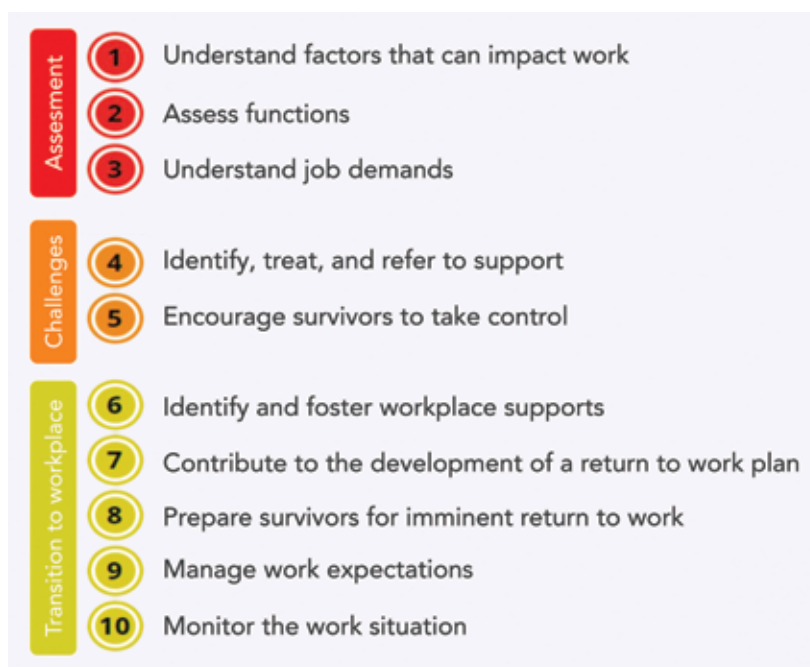 Assesment
1 Understand factors that can impact work
2 Assess functions
3 Understand job demands
Challenges
4 Identify, treat, and refer to support
5 Encourage survivors to take control
Transition to workplace
6 Identify and foster workplace supports
7 Contribute to the development of a return to work plan
8 Prepare survivors for imminent return to work
9 Manage work expectations
10 Monitor the work situation